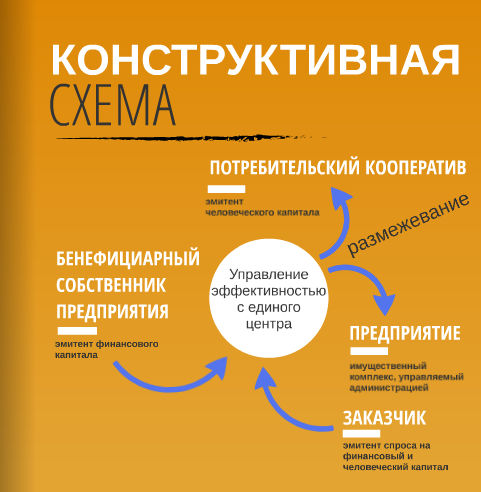 КОНСТРУКТИВНАЯ
СХЕМА
ПОТРЕБИТЕЛЬСКИЙ КООПЕРАТИВ
эмитент
человеческого капитала
размежевание
БЕНЕФИЦИАРНЫЙ
СОБСТВЕННИК
ПРЕДПРИЯТИЯ
эмитент финансового
капитала
Управление
эффективностью
с единого
центра
ПРЕДПРИЯТИЕ
имущественный
комплекс, управляемый
администрацией
ЗАКАЗЧИК
эмитент спроса на
финансовый и
человеческий капитал